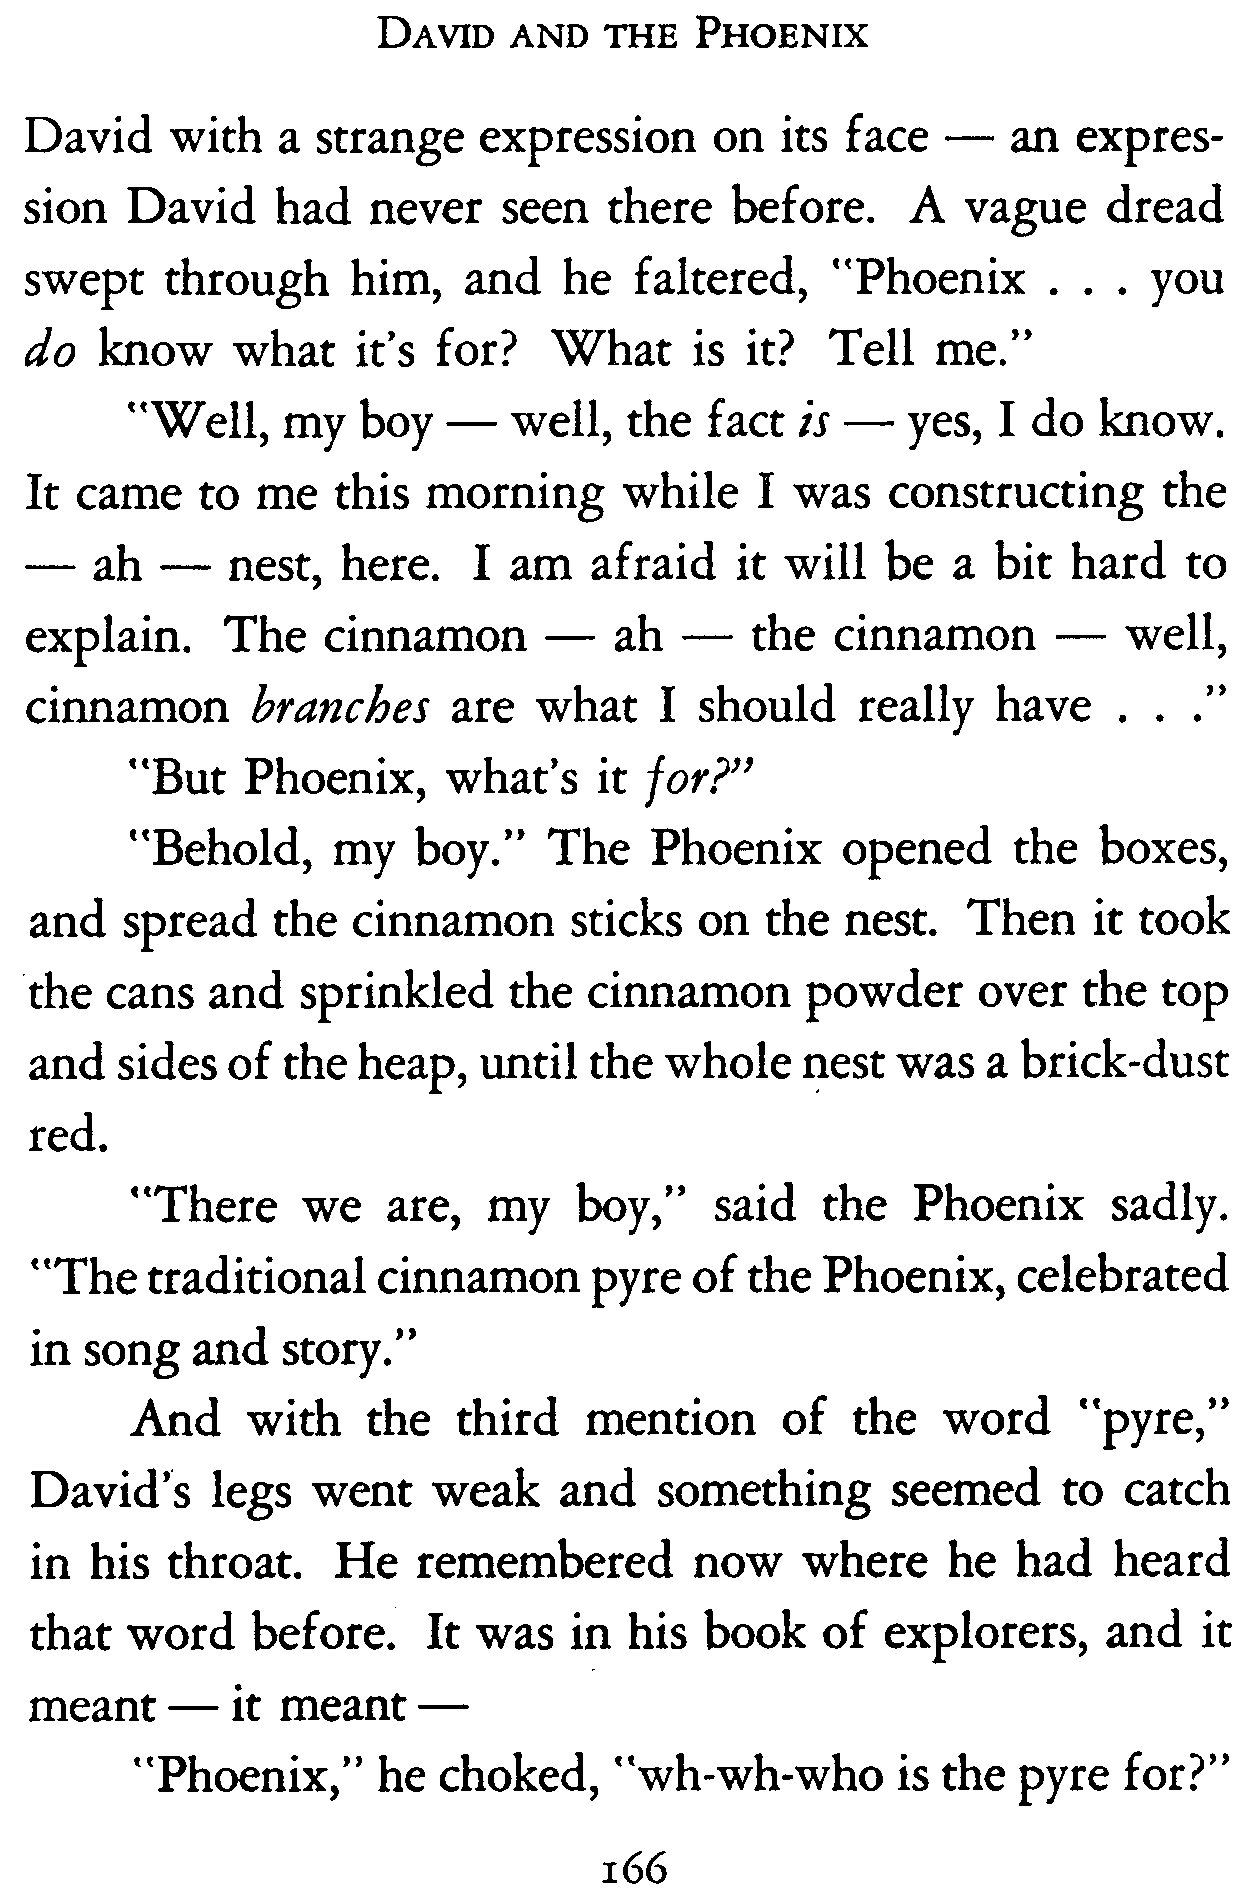 DAVID AND THE PHOENIX
David with a strange expression on its face — an expres-
sion David had never seen there before. A vague dread
swept through him, and he faltered, "Phoenix . . . you
do know what it's for? What is it? Tell me."
"Well, my boy — well, the fact is — yes, I do know.
It came to me this morning while I was constructing the
— ah — nest, here. I am afraid it will be a bit hard to
explain. The cinnamon — ah — the cinnamon — well,
cinnamon branches are what I should really have . . ."
"But Phoenix, what's it for?"
"Behold, my boy." The Phoenix opened the boxes,
and spread the cinnamon sticks on the nest. Then it took
the cans and sprinkled the cinnamon powder over the top
and sides of the heap, until the whole nest was a brick-dust
red.
"There we are, my boy," said the Phoenix sadly.
"The traditional cinnamon pyre of the Phoenix, celebrated
in song and story."
And with the third mention of the word "pyre,"
David's legs went weak and something seemed to catch
in his throat. He remembered now where he had heard
that word before. It was in his book of explorers, and it
meant — it meant —
"Phoenix," he choked, "wh-wh-who is the pyre for?"
166